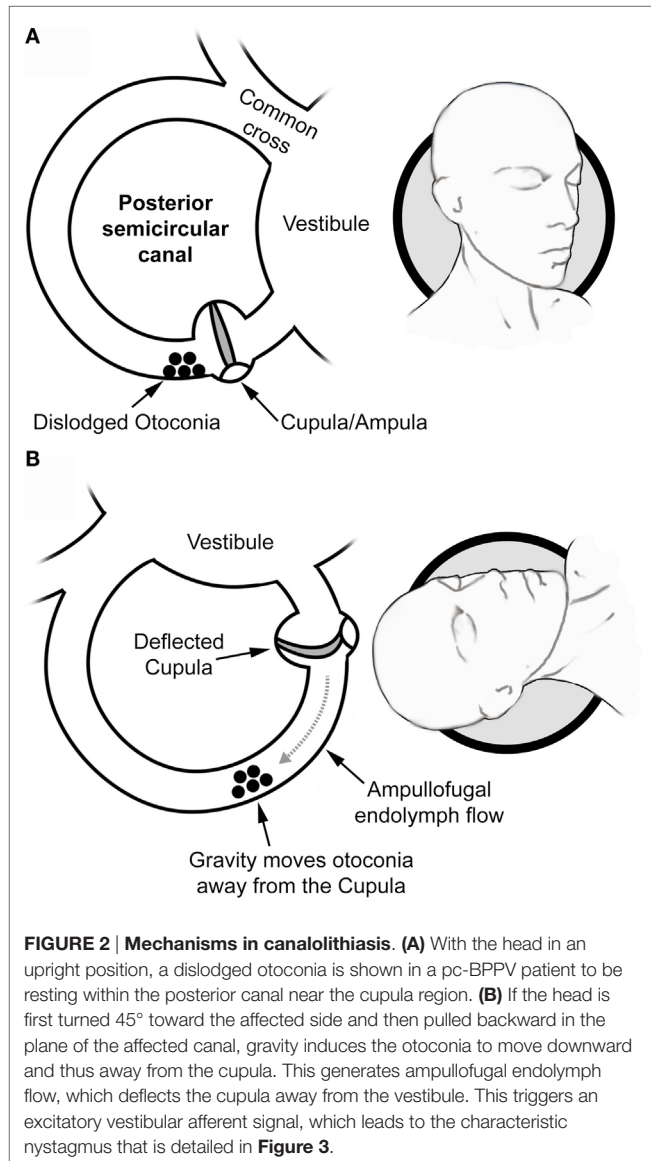 A
Common
cross
Posterior
semicircular
canal
Vestibule
Dislodged Otoconia
Cupula/Ampula
B
Vestibule
Deflected
Cupula
Ampullofugal
endolymph flow
Gravity moves otoconia
away from the Cupula
FIGURE 2 | Mechanisms in canalolithiasis. (A) With the head in an
upright position, a dislodged otoconia is shown in a pc-BPPV patient to be
resting within the posterior canal near the cupula region. (B) If the head is
first turned 45° toward the affected side and then pulled backward in the
plane of the affected canal, gravity induces the otoconia to move downward
and thus away from the cupula. This generates ampullofugal endolymph
flow, which deflects the cupula away from the vestibule. This triggers an
excitatory vestibular afferent signal, which leads to the characteristic
nystagmus that is detailed in Figure 3.